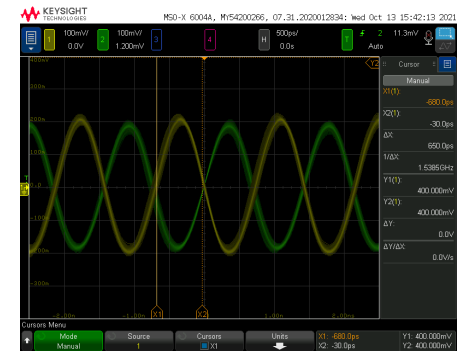 KEYSIGHT
TECHNOLOGIES
MSO-X 6004A, MY54200266, 07.31.2020012834: Wed Oct 13 15:42:13 2021
1 100mV/ 2 100mV/ 3 4 H 500ps/ T 2 11.3mV
0.0V 1.200mV 0.0s Auto
400mV Y2
Cursor
Manual
X1(1):
-680.0ps
X2(1):
-30.0ps
ΔX:
650.0ps
1/ΔX:
1.5385GHz
Y1(1):
400.000mV
Y2(1):
400.000mV
ΔY:
0.0V
ΔY/ΔX:
0.0V/s
X1 X2
Cursors Menu
Mode Source Cursors Units X1: -680.0ps Y1: 400.000mV
Manual 1 X1 X2: -30.0ps Y2: 400.000mV